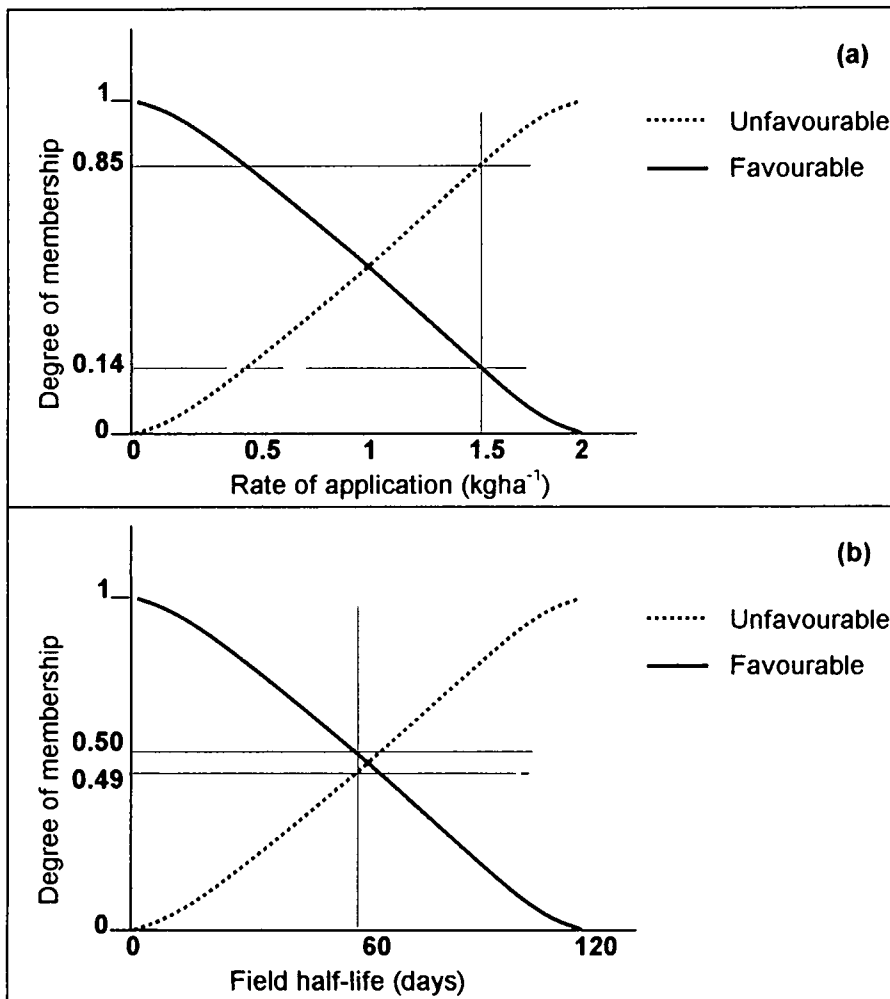 (a)
1
0.85
0.14
0
Degree of membership
Unfavourable
Favourable
0 0.5 1 1.5 2
Rate of application (kgha⁻¹)
(b)
1
0.50
0.49
0
Degree of membership
Unfavourable
Favourable
0 60 120
Field half-life (days)